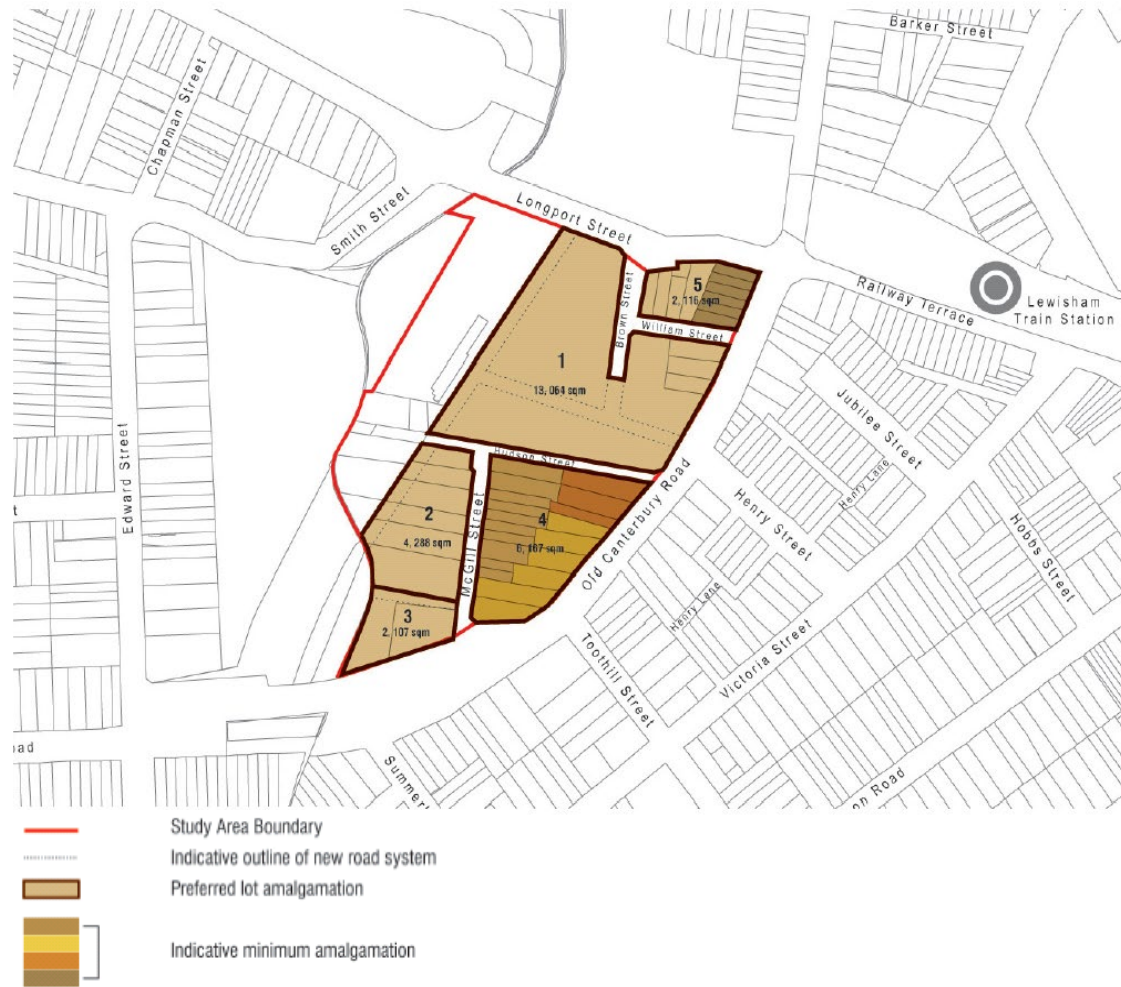 Barker Street
Chapman Street
Smith Street
Longport Street
5
2, 115 sqm
Railway Terrace
Lewisham
Train Station
Brown Street
William Street
1
13, 064 sqm
Jubilee Street
Edward Street
Hudson Street
Henry Lane
Henry Street
Hobbs Street
2
4, 288 sqm
McGill Street
4
6, 167 sqm
Old Canterbury Road
Henry Lane
3
2, 107 sqm
Toothill Street
Victoria Street
t
oad
Summer
on Road
Study Area Boundary
Indicative outline of new road system
Preferred lot amalgamation
Indicative minimum amalgamation